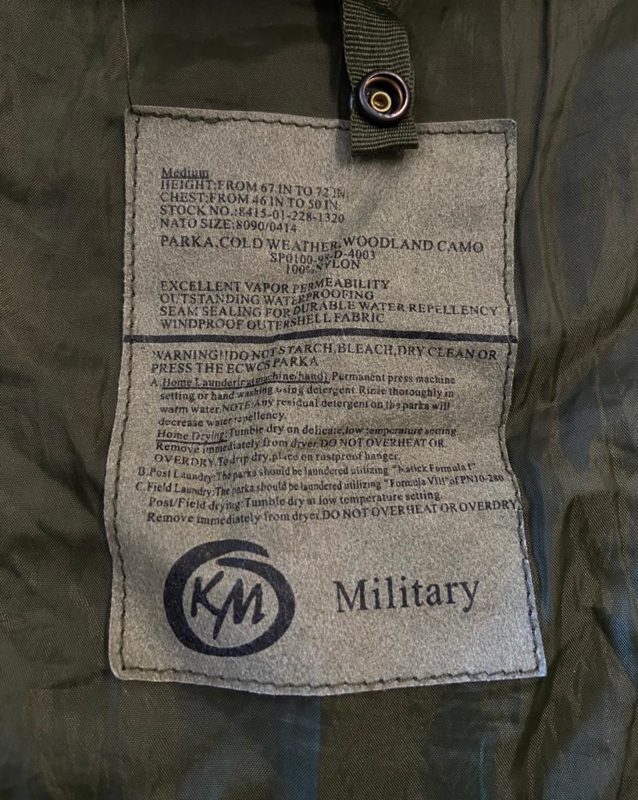 Medium
HEIGHT:FROM 67 IN TO 72 IN.
CHEST:FROM 46 IN TO 50 IN.
STOCK NO.:8415-01-228-1320
NATO SIZE:8090/0414
PARKA,COLD WEATHER,WOODLAND CAMO
SP0100-98-D-4003
100%NYLON
EXCELLENT VAPOR PERMEABILITY
OUTSTANDING WATERPROOFING
SEAM SEALING FOR DURABLE WATER REPELLENCY
WINDPROOF OUTERSHELL FABRIC
WARNING!!DO NOT STARCH,BLEACH,DRY CLEAN OR
PRESS THE ECWCS PARKA
A.Home Laundering(machine/hand): Permanent press machine
setting or hand washing using detergent Rinse thoroughly in
warm water.NOTE:Any residual detergent on the parka will
decrease water repellency.
Home Drying:Tumble dry on delicate,low temperature setting
Remove immediately from dryer.DO NOT OVERHEAT OR
OVERDRY.To drip dry,place on rustproof hanger.
B.Post Laundry:The parka should be laundered utilizing "Natick Formula I"
C.Field Laundry:The parka should be laundered utilizing "Formula VIII"of PN10-280
Post/Field drying:Tumble dry at low temperature setting.
Remove immediately from dryer.DO NOT OVERHEAT OR OVERDRY
KM Military